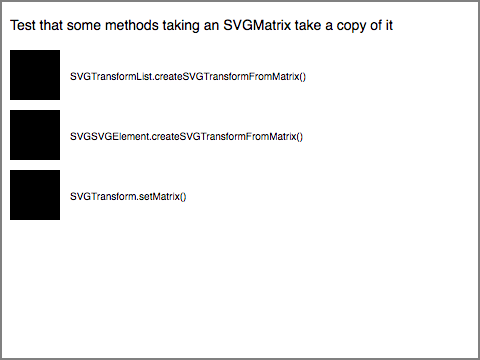 Test that some methods taking an SVGMatrix take a copy of it
SVGTransformList.createSVGTransformFromMatrix()
SVGSVGElement.createSVGTransformFromMatrix()
SVGTransform.setMatrix()